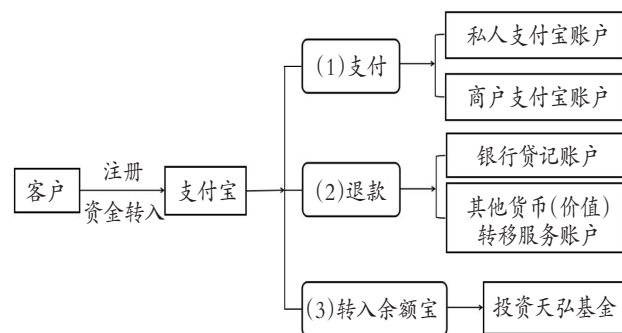 (1)支付
私人支付宝账户
商户支付宝账户
客户
注册
资金转入
支付宝
(2)退款
银行贷记账户
其他货币(价值)
转移服务账户
(3)转入余额宝
投资天弘基金